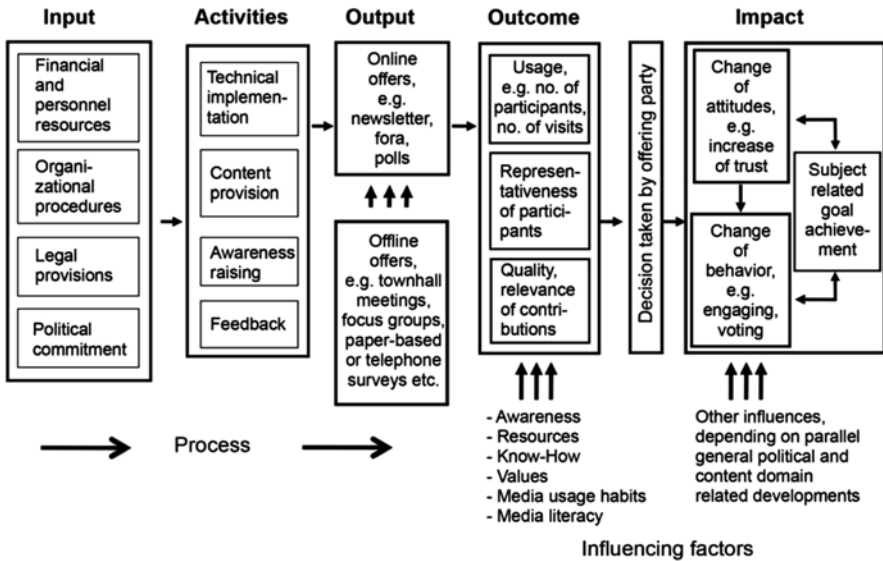 Input
Activities
Output
Outcome
Impact
Financial
and
personnel
resources
Organi-
zational
procedures
Legal
provisions
Political
commitment
Technical
implemen-
tation
Content
provision
Awareness
raising
Feedback
Online
offers,
e.g.
newsletter,
fora,
polls
Offline
offers,
e.g. townhall
meetings,
focus groups,
paper-based
or telephone
surveys etc.
Usage,
e.g. no. of
participants,
no. of visits
Represen-
tativeness
of partici-
pants
Quality,
relevance
of contri-
butions
Decision taken by offering party
Change
of
attitudes,
e.g.
increase
of trust
Change
of
behavior,
e.g.
engaging,
voting
Subject
related
goal
achieve-
ment
Process
- Awareness
- Resources
- Know-How
- Values
- Media usage habits
- Media literacy
Other influences,
depending on parallel
general political and
content domain
related developments
Influencing factors